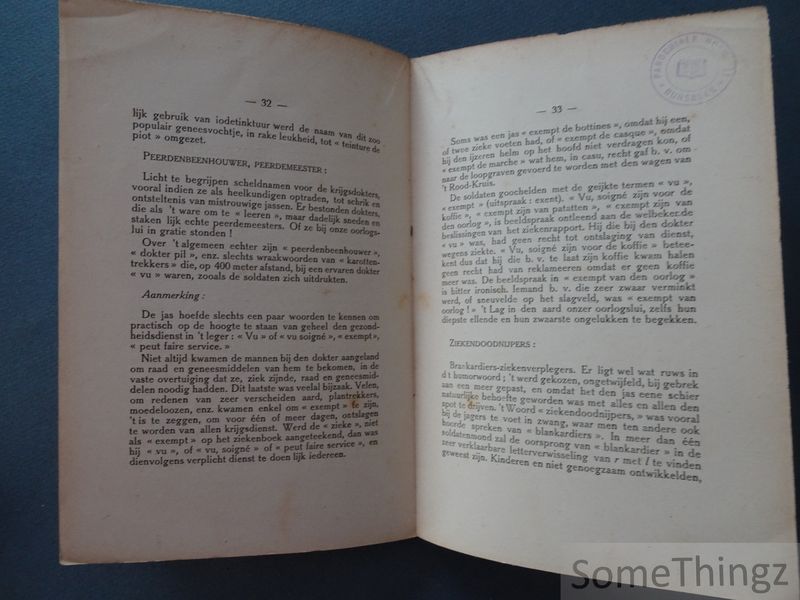 — 32 —
lijk gebruik van iodetinktuur werd de naam van dit zoo
populair geneesvochtje, in rake leukheid, tot « teinture de
piot » omgezet.
PEERDENBEENHOUWER, PEERDEMEESTER :
Licht te begrijpen scheldnamen voor de krijgsdokters,
vooral indien ze als heelkundigen optraden, tot schrik en
ontsteltenis van mistrouwige jassen. Er bestonden dokters,
die als 't ware om te « leeren », maar dadelijk sneden en
staken lijk echte peerdemeesters. Of ze bij onze oorlogs-
lui in gratie stonden !
Over 't algemeen echter zijn « peerdenbeenhouwer »,
« dokter pil », enz. slechts wraakwoorden van « karotten-
trekkers » die, op 400 meter afstand, bij een ervaren dokter
« vu » waren, zooals de soldaten zich uitdrukten.
Aanmerking :
De jas hoefde slechts een paar woorden te kennen om
practisch op de hoogte te staan van geheel den gezond-
heidsdienst in 't leger : « Vu » of « vu soigné », « exempt »,
« peut faire service. »
Niet altijd kwamen de mannen bij den dokter aangeland
om raad en geneesmiddelen van hem te bekomen, in de
vaste overtuiging dat ze, ziek zijnde, raad en geneesmid-
delen noodig hadden. Dit laatste was veelal bijzaak. Velen,
om redenen van zeer verscheiden aard, plantrekkers,
moedeloozen, enz. kwamen enkel om « exempt » te zijn,
't is te zeggen, om voor één of meer dagen, ontslagen
te worden van allen krijgsdienst. Werd de « zieke », niet
als « exempt » op het ziekenboek aangeteekend, dan was
hij « vu », of « vu, soigné » of « peut faire service », en
dienvolgens verplicht dienst te doen lijk iedereen.
— 33 —
Soms was een jas « exempt de bottines », omdat hij een,
of twee zieke voeten had, of « exempt de casque », omdat
hij den ijzeren helm op het hoofd niet verdragen kon, of
« exempt de marche » wat hem, in casu, recht gaf b. v. om
naar de loopgraven gevoerd te worden met den wagen van
't Rood-Kruis.
De soldaten goochelden met de geijkte termen « vu »,
« exempt » (uitspraak : exent). « Vu, soigné zijn voor de
koffie », « exempt zijn van patatten », « exempt zijn van
den oorlog », is beeldspraak ontleend aan de welbekende
beslissingen van het ziekenrapport. Hij die bij den dokter
« vu » was, had geen recht tot ontslaging van dienst,
wegens ziekte. « Vu, soigné zijn voor de koffie » betee-
kent dus dat hij die b. v. te laat zijn koffie kwam halen
geen recht had van reklameeren omdat er geen koffie
meer was. De beeldspraak in « exempt van den oorlog »
is bitter ironisch. Iemand b. v. die zeer zwaar verminkt
werd, of sneuvelde op het slagveld, was « exempt van
oorlog ! » 't Lag in den aard onzer oorlogslui, zelfs hun
diepste ellende en hun zwarste ongelukken te begekken.
ZIEKENDOODNIJPERS :
Brankardiers-ziekenverplegers. Er ligt wel wat ruws in
dit humorwoord ; 't werd gekozen, ongetwijfeld, bij gebrek
aan een meer gepast, en omdat het den jas eene schier
natuurlijke behoefte geworden was met alles en allen den
spot te drijven. 't Woord « ziekendoodnijpers, » was vooral
bij de jagers te voet in zwang, waar men ten andere ook
hoorde spreken van « blankardiers ». In meer dan één
soldatenmond zal de oorsprong van « blankardier » in de
zeer verklaarbare letterverwisseling van r met l te vinden
geweest zijn. Kinderen en niet genoegzaam ontwikkelden,
SomeThingz